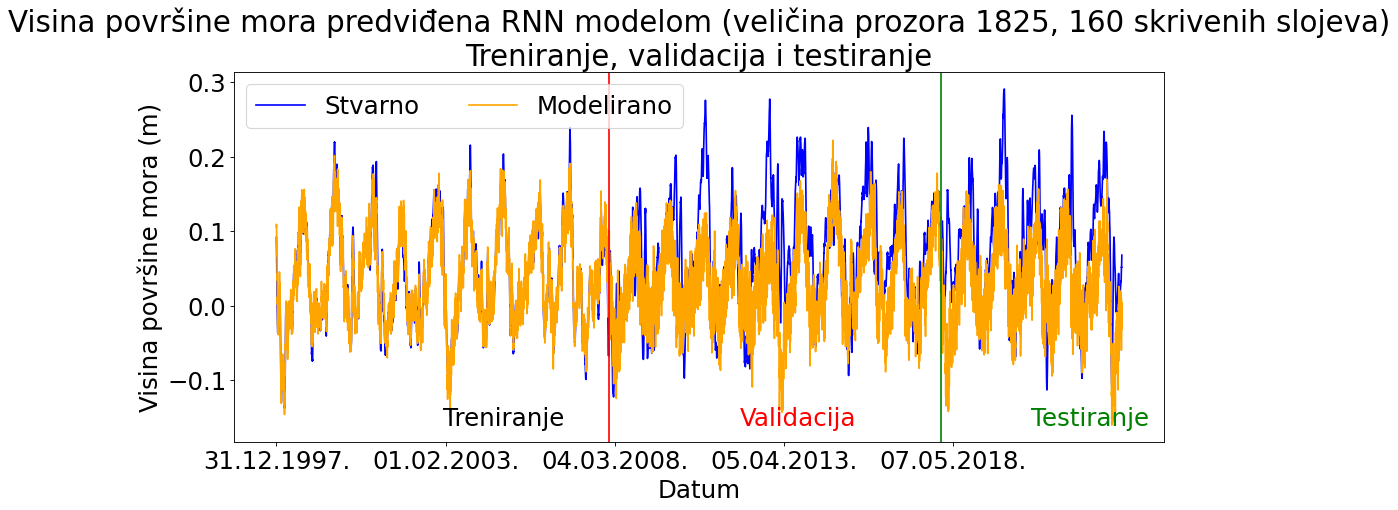 Visina površine mora predviđena RNN modelom (veličina prozora 1825, 160 skrivenih slojeva)
Treniranje, validacija i testiranje
Stvarno
Modelirano
Visina površine mora (m)
0.3
0.2
0.1
0.0
−0.1
Treniranje
Validacija
Testiranje
31.12.1997.
01.02.2003.
04.03.2008.
05.04.2013.
07.05.2018.
Datum